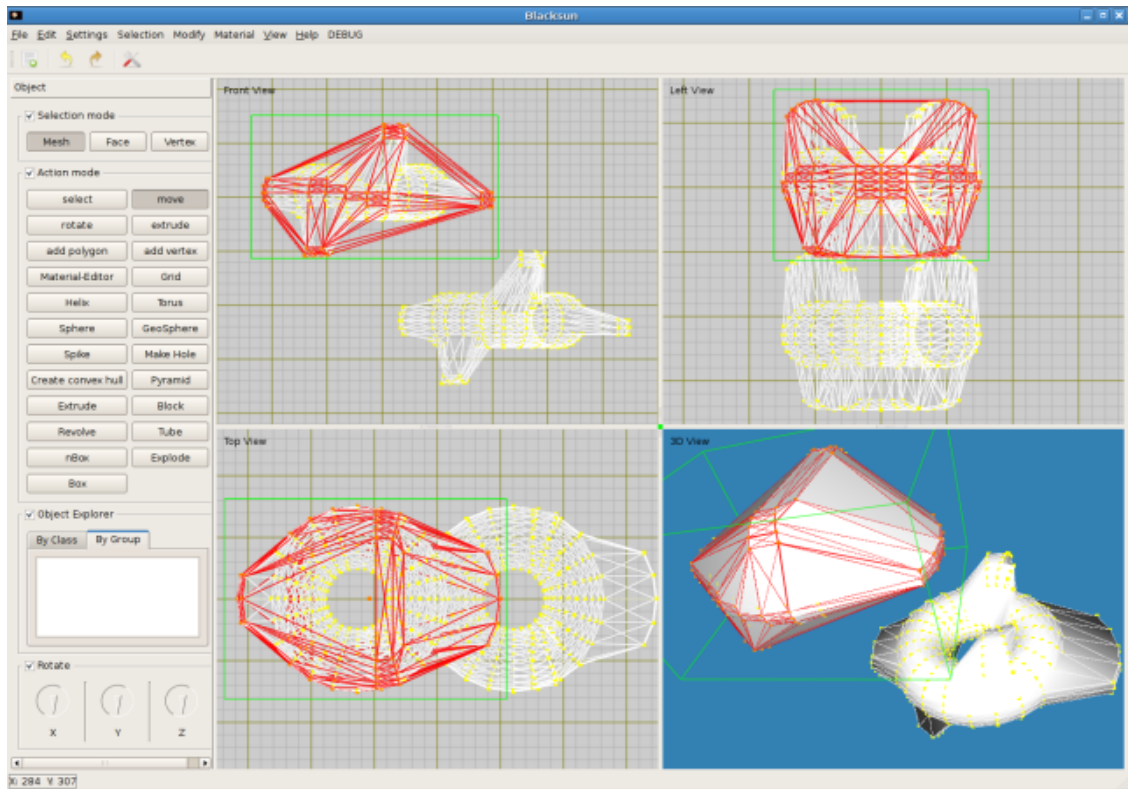 Blacksun
File Edit Settings Selection Modify Material View Help DEBUG
Object
Selection mode
Mesh Face Vertex
Action mode
select move
rotate extrude
add polygon add vertex
Material-Editor Grid
Helix Torus
Sphere GeoSphere
Spike Make Hole
Create convex hull Pyramid
Extrude Block
Revolve Tube
nBox Explode
Box
Object Explorer
By Class By Group
Rotate
X Y Z
Front View
Left View
Top View
3D View
X: 284 Y: 307